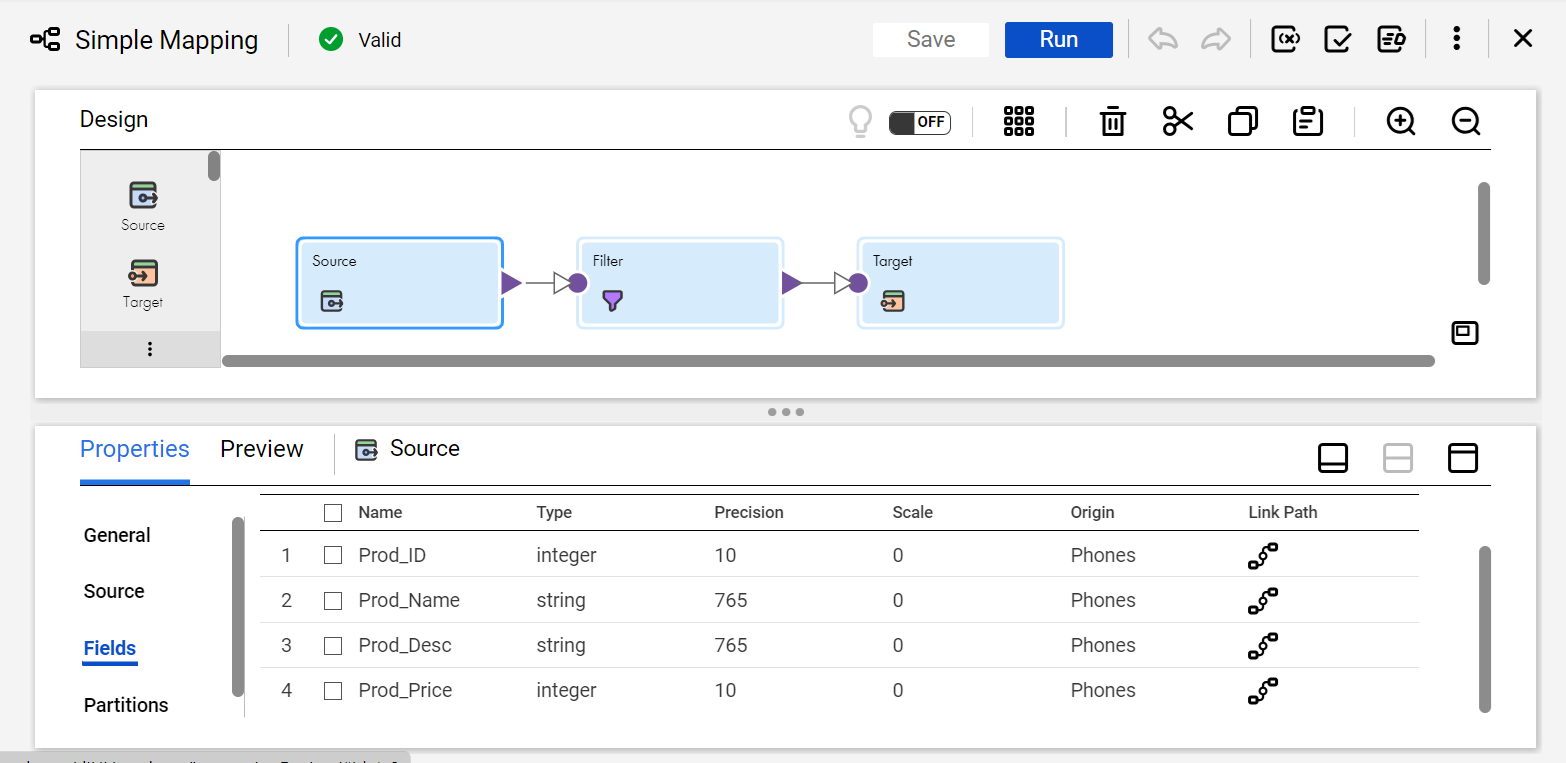 Simple Mapping Valid Save Run
Design OFF
Source
Target
Source Filter Target
Properties Preview Source
General
Source
Fields
Partitions
Name Type Precision Scale Origin Link Path
1 Prod_ID integer 10 0 Phones
2 Prod_Name string 765 0 Phones
3 Prod_Desc string 765 0 Phones
4 Prod_Price integer 10 0 Phones